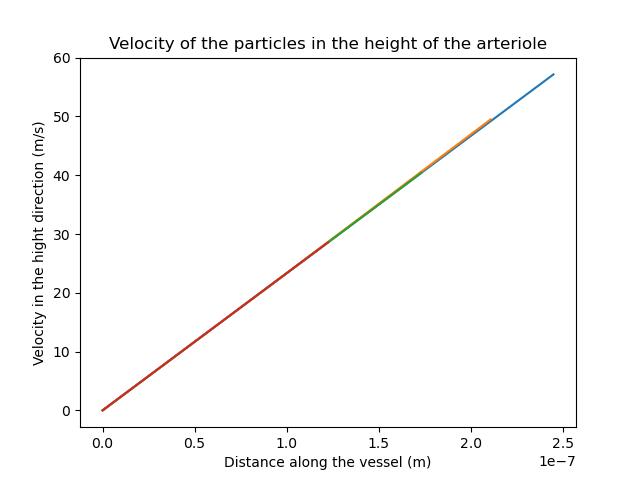 Velocity of the particles in the height of the arteriole
Velocity in the hight direction (m/s)
60
50
40
30
20
10
0
0.0 0.5 1.0 1.5 2.0 2.5
1e−7
Distance along the vessel (m)